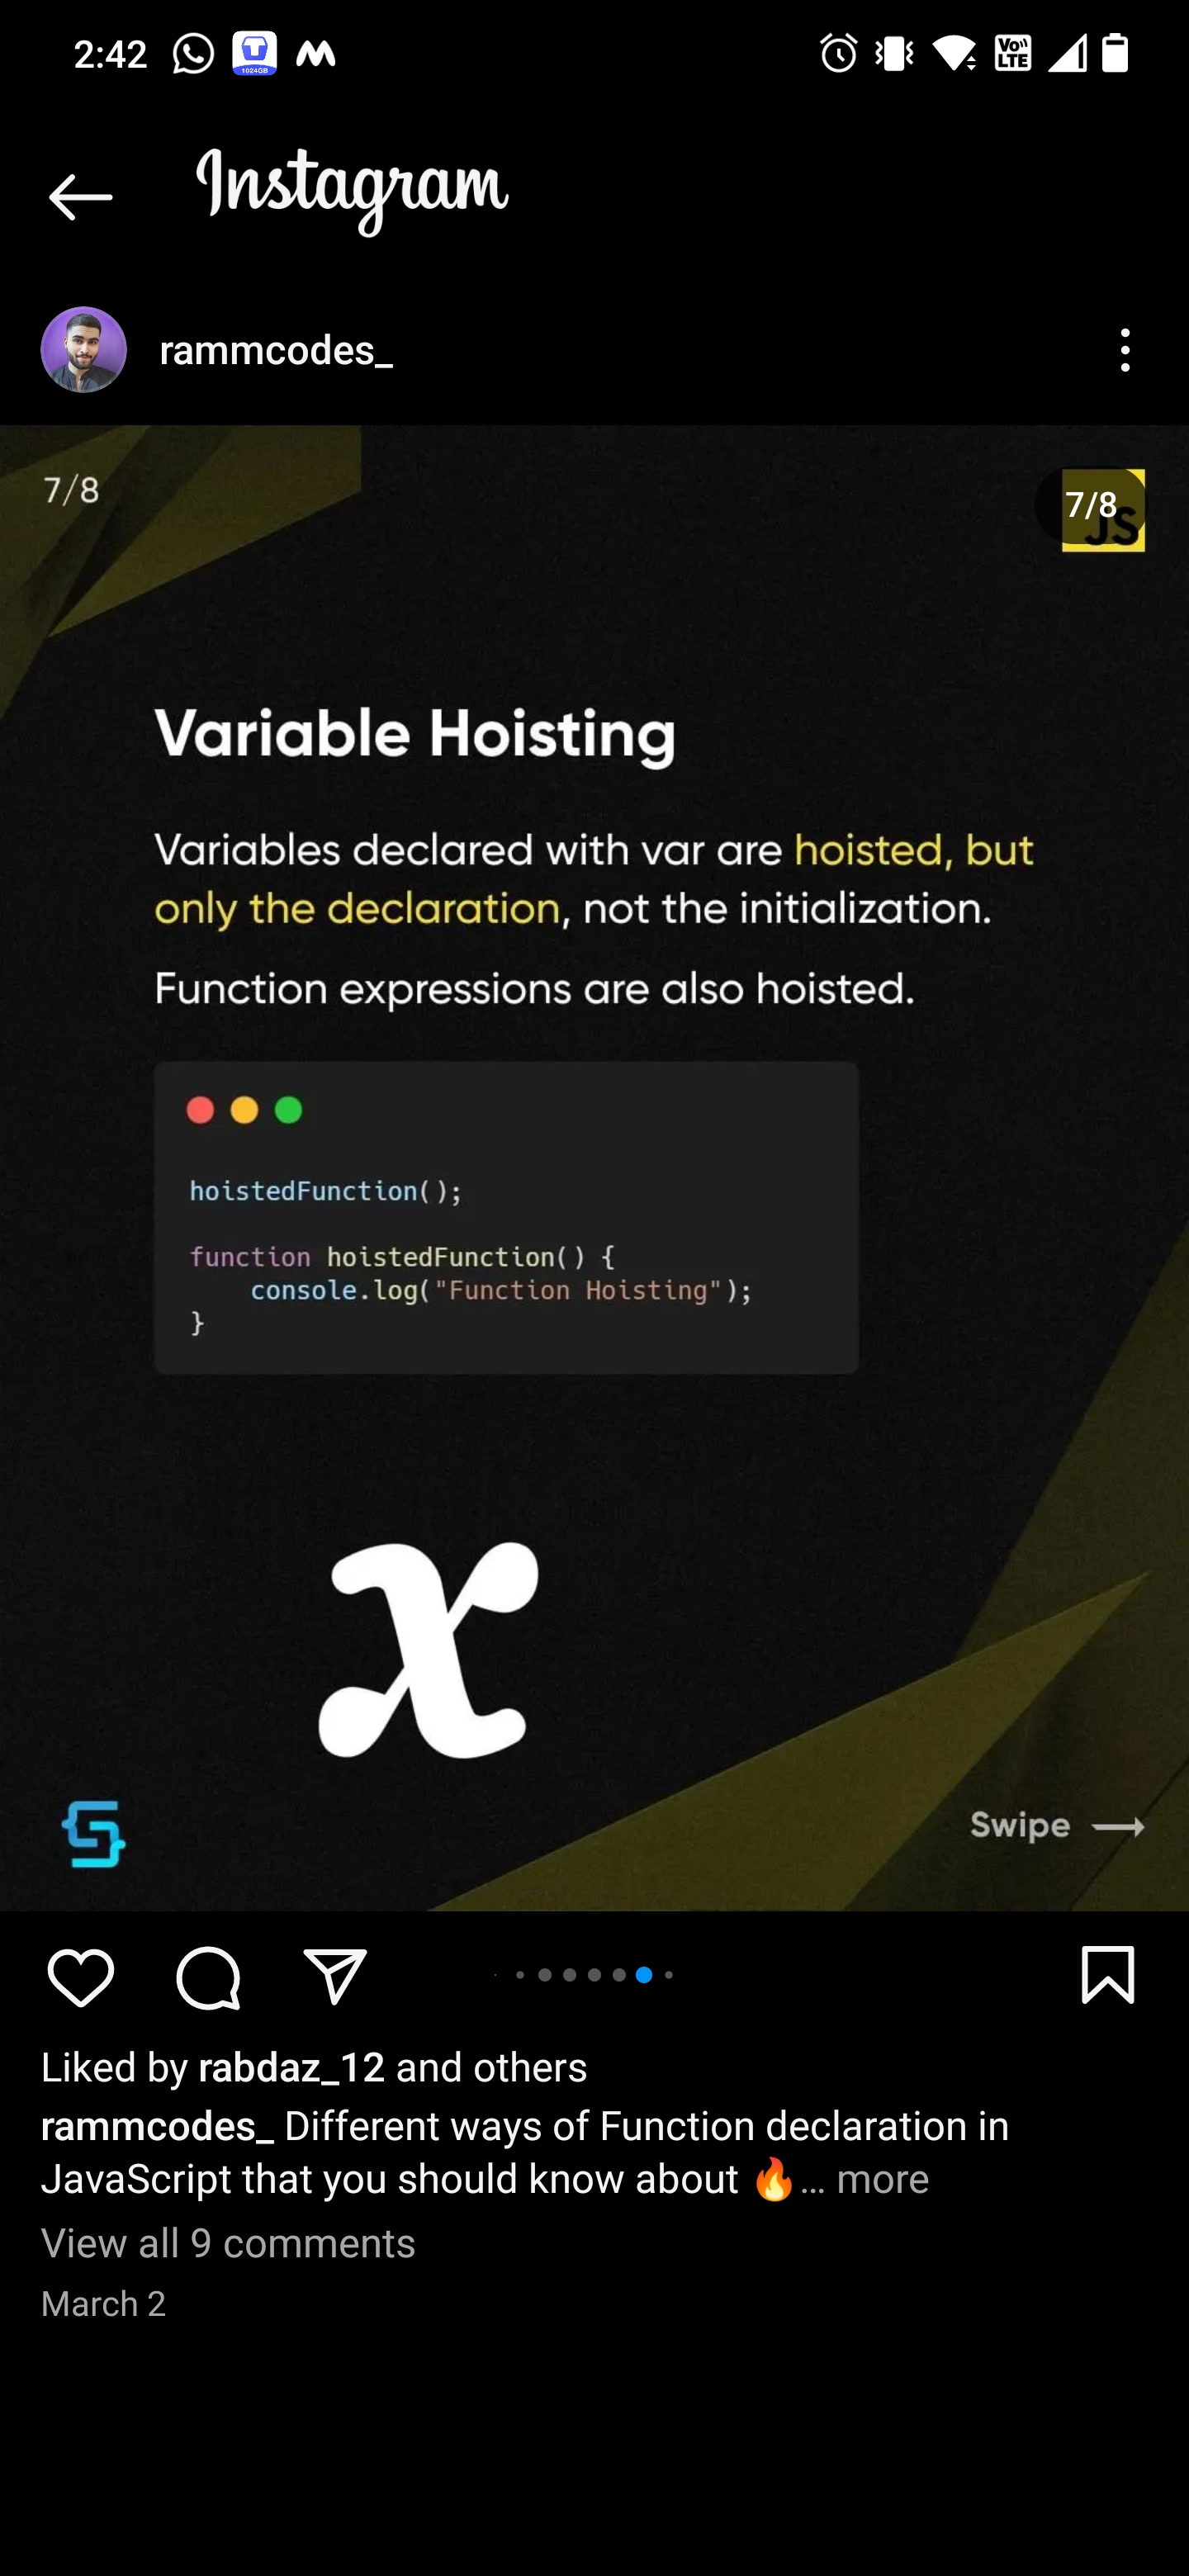 2:42
1024GB
VoLTE
Instagram
rammcodes_
7/8
7/8
JS
Variable Hoisting
Variables declared with var are hoisted, but
only the declaration, not the initialization.
Function expressions are also hoisted.
hoistedFunction();
function hoistedFunction() {
console.log("Function Hoisting");
}
x
Swipe
Liked by rabdaz_12 and others
rammcodes_ Different ways of Function declaration in
JavaScript that you should know about 🔥... more
View all 9 comments
March 2